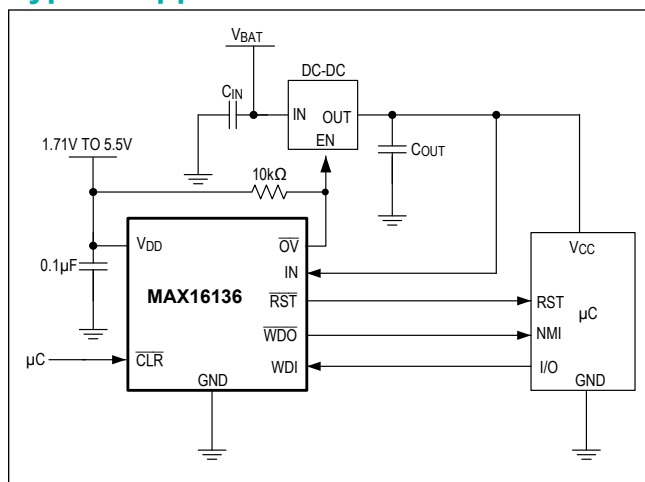 VBAT
DC-DC
CIN
IN
OUT
EN
COUT
1.71V TO 5.5V
10kΩ
VDD
0.1µF
OV
IN
MAX16136
RST
WDO
WDI
CLR
GND
µC
VCC
RST
µC
NMI
I/O
GND